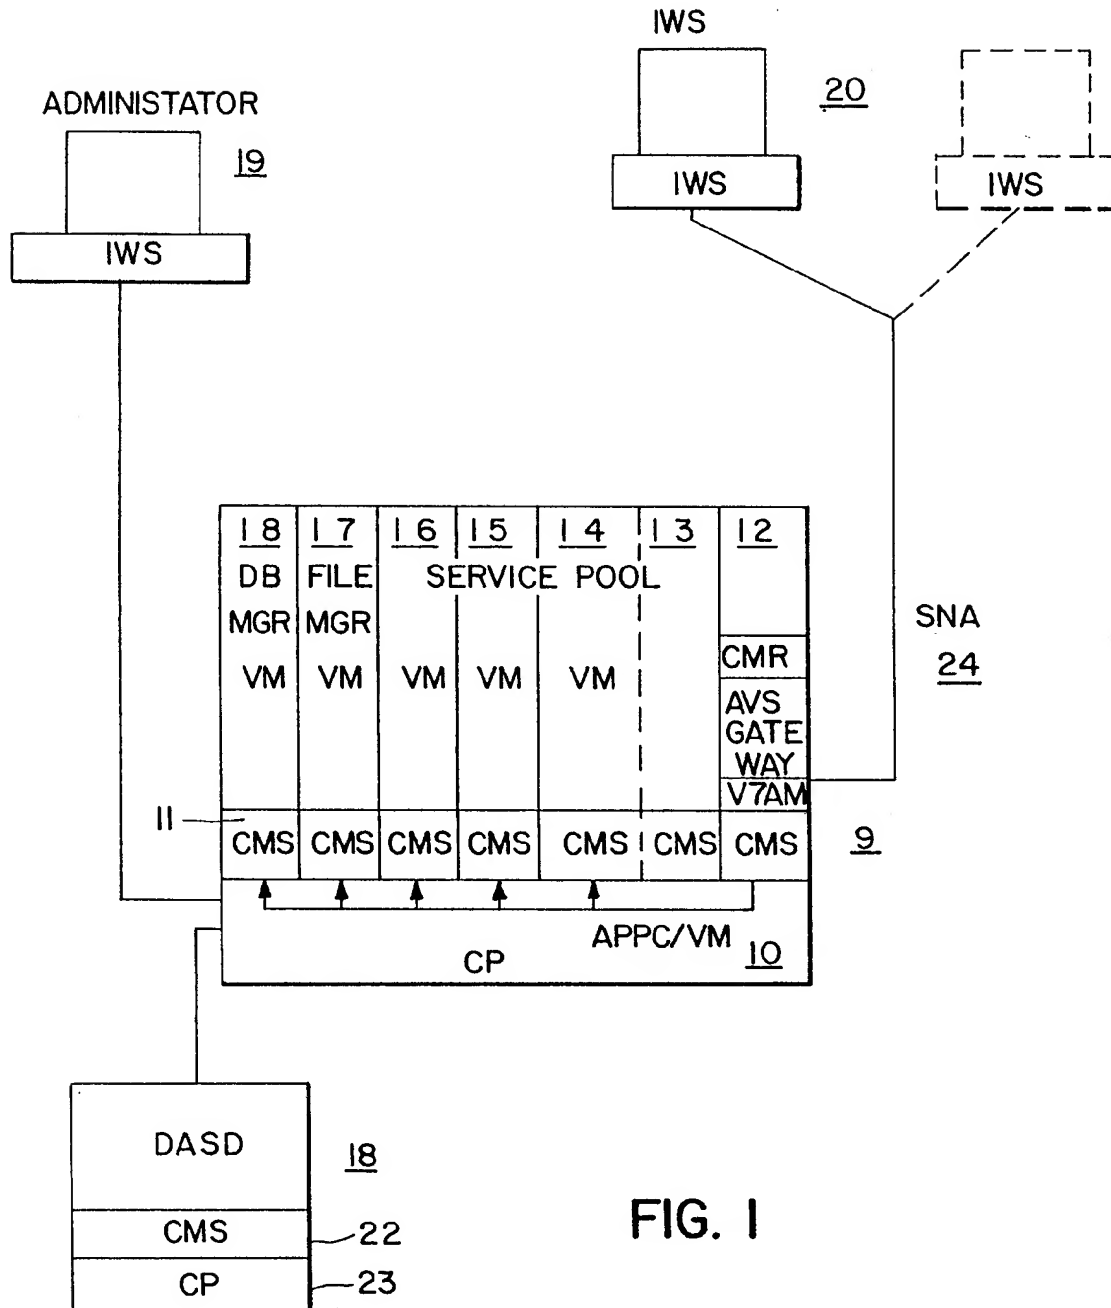 IWS
20
ADMINISTATOR
19
IWS
IWS
IWS
18 17 16 15 14 13 12
DB FILE SERVICE POOL
MGR MGR
VM VM VM VM VM
CMR
AVS
GATE
WAY
V7AM
SNA
24
11
CMS CMS CMS CMS CMS CMS CMS
9
APPC/VM
CP
10
DASD
18
CMS
22
CP
23
FIG. 1